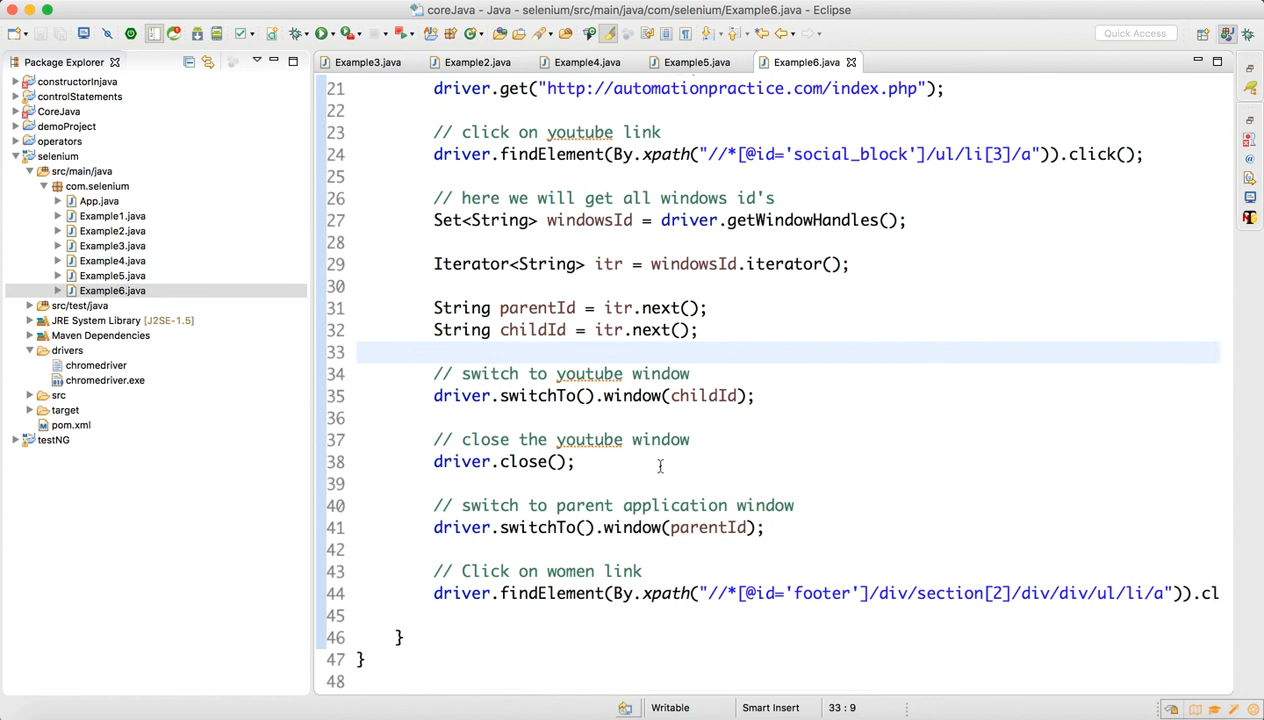 coreJava - Java - selenium/src/main/java/com/selenium/Example6.java - Eclipse
Quick Access
Package Explorer
constructorInjava
controlStatements
CoreJava
demoProject
operators
selenium
src/main/java
com.selenium
App.java
Example1.java
Example2.java
Example3.java
Example4.java
Example5.java
Example6.java
src/test/java
JRE System Library [J2SE-1.5]
Maven Dependencies
drivers
chromedriver
chromedriver.exe
src
target
pom.xml
testNG
Example3.java Example2.java Example4.java Example5.java Example6.java
21 driver.get("http://automationpractice.com/index.php");
22
23 // click on youtube link
24 driver.findElement(By.xpath("//*[@id='social_block']/ul/li[3]/a")).click();
25
26 // here we will get all windows id's
27 Set<String> windowsId = driver.getWindowHandles();
28
29 Iterator<String> itr = windowsId.iterator();
30
31 String parentId = itr.next();
32 String childId = itr.next();
33
34 // switch to youtube window
35 driver.switchTo().window(childId);
36
37 // close the youtube window
38 driver.close();
39
40 // switch to parent application window
41 driver.switchTo().window(parentId);
42
43 // Click on women link
44 driver.findElement(By.xpath("//*[@id='footer']/div/section[2]/div/div/ul/li/a")).cl
45
46 }
47 }
48
Writable Smart Insert 33 : 9